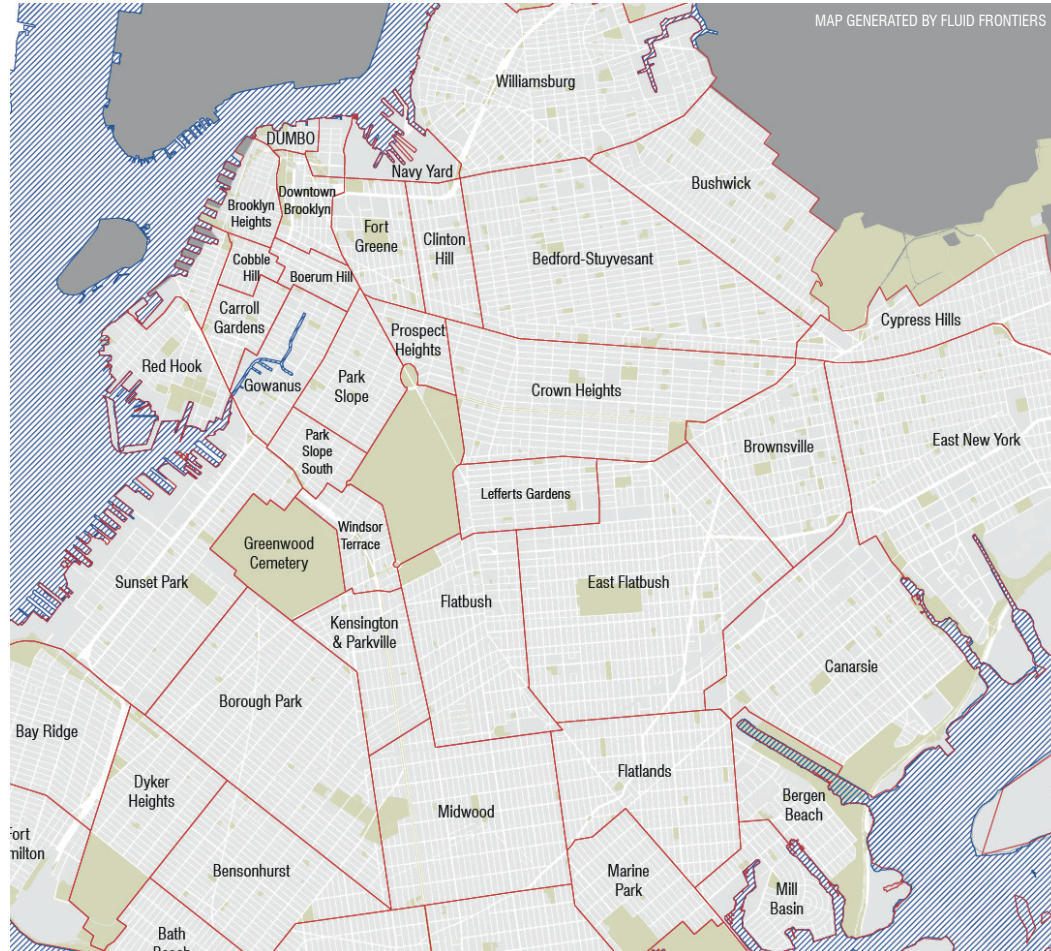 MAP GENERATED BY FLUID FRONTIERS
Williamsburg
DUMBO
Navy Yard
Bushwick
Downtown
Brooklyn
Brooklyn
Heights
Fort
Greene
Clinton
Hill
Bedford-Stuyvesant
Cobble
Hill
Boerum Hill
Carroll
Gardens
Cypress Hills
Prospect
Heights
Red Hook
Gowanus
Park
Slope
Crown Heights
Park
Slope
South
Brownsville
East New York
Lefferts Gardens
Windsor
Terrace
Greenwood
Cemetery
Sunset Park
Flatbush
East Flatbush
Kensington
& Parkville
Canarsie
Borough Park
Bay Ridge
Dyker
Heights
Flatlands
Bergen
Beach
Midwood
Fort
milton
Bensonhurst
Marine
Park
Mill
Basin
Bath